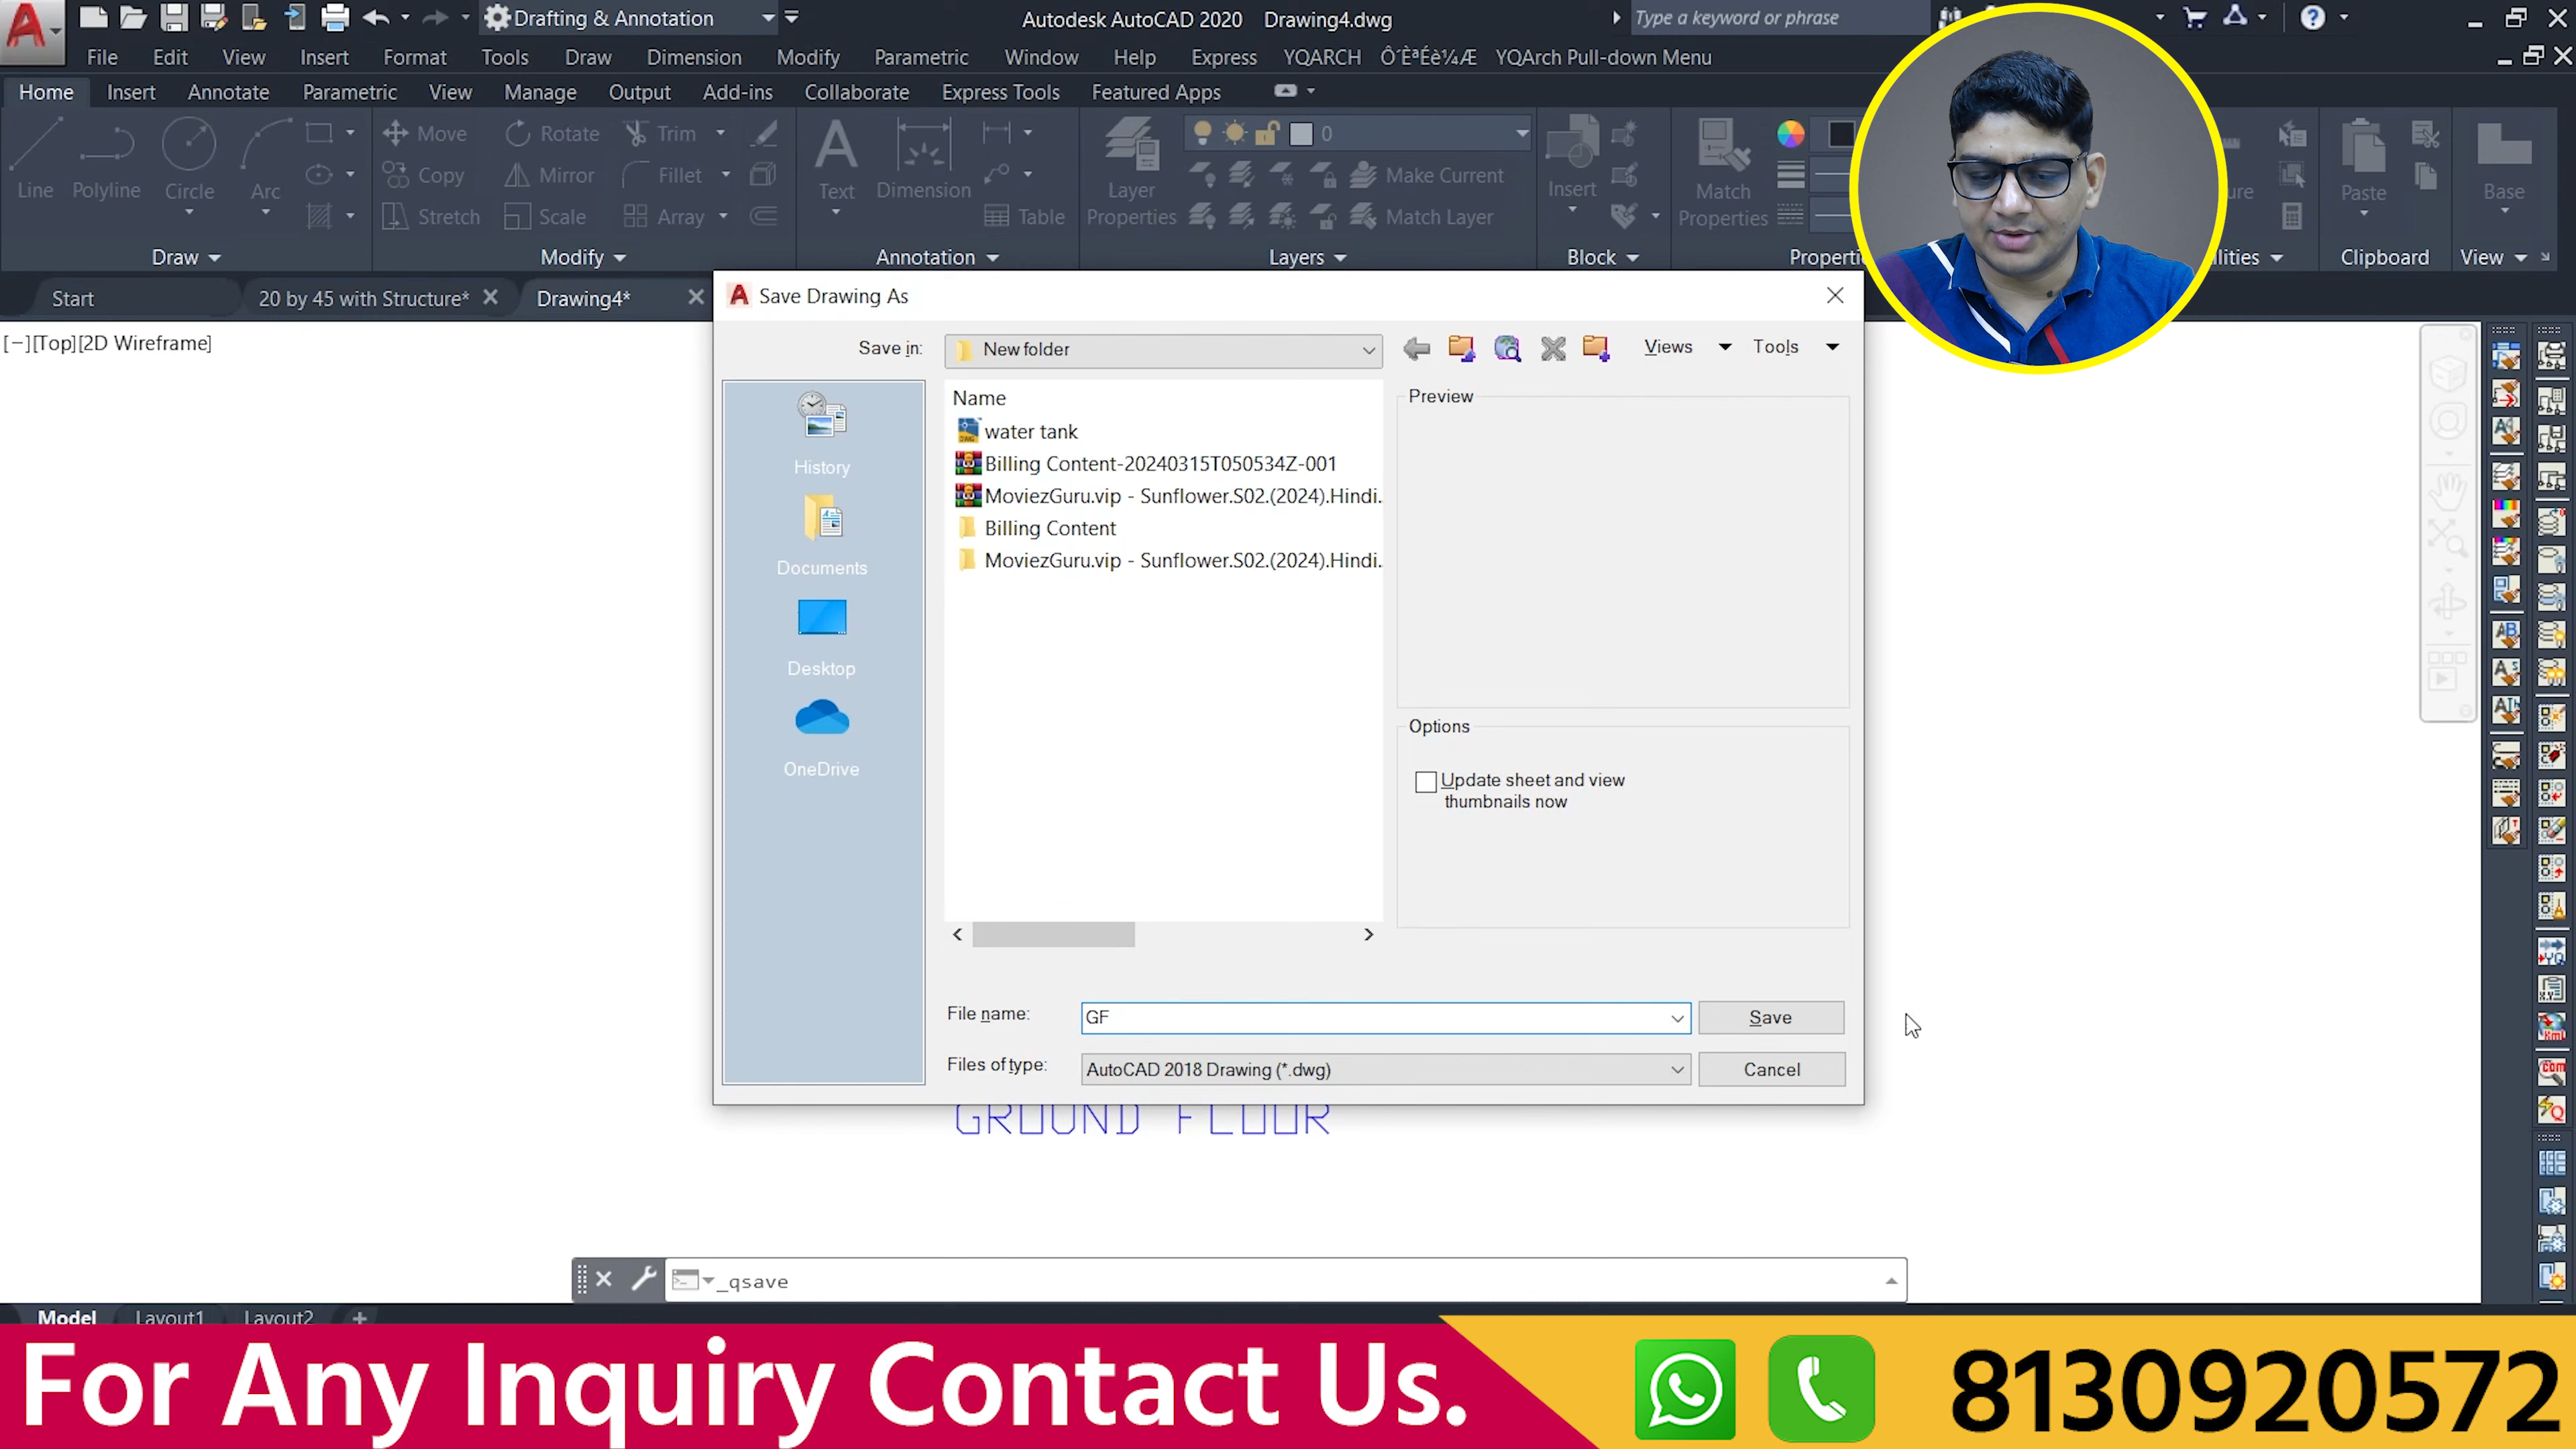 Drafting & Annotation
Autodesk AutoCAD 2020 Drawing4.dwg
Type a keyword or phrase
File Edit View Insert Format Tools Draw Dimension Modify Parametric Window Help Express YQARCH Ô´ÈªÉè¼Æ YQArch Pull-down Menu
Home Insert Annotate Parametric View Manage Output Add-ins Collaborate Express Tools Featured Apps
Line Polyline Circle Arc
Move Rotate Trim
Copy Mirror Fillet
Stretch Scale Array
Text Dimension Table
Layer Properties
0
Make Current
Match Layer
Insert
Match Properties
Paste
Base
Draw Modify Annotation Layers Block Clipboard View
Start 20 by 45 with Structure* Drawing4*
[−][Top][2D Wireframe]
Save Drawing As
Save in: New folder Views Tools
History
Documents
Desktop
OneDrive
Name
water tank
Billing Content-20240315T050534Z-001
MoviezGuru.vip - Sunflower.S02.(2024).Hindi.
Billing Content
MoviezGuru.vip - Sunflower.S02.(2024).Hindi.
Preview
Options
Update sheet and view
thumbnails now
File name: GF Save
Files of type: AutoCAD 2018 Drawing (*.dwg) Cancel
GROUND FLOOR
_qsave
Model Layout1 Layout2 +
For Any Inquiry Contact Us. 8130920572